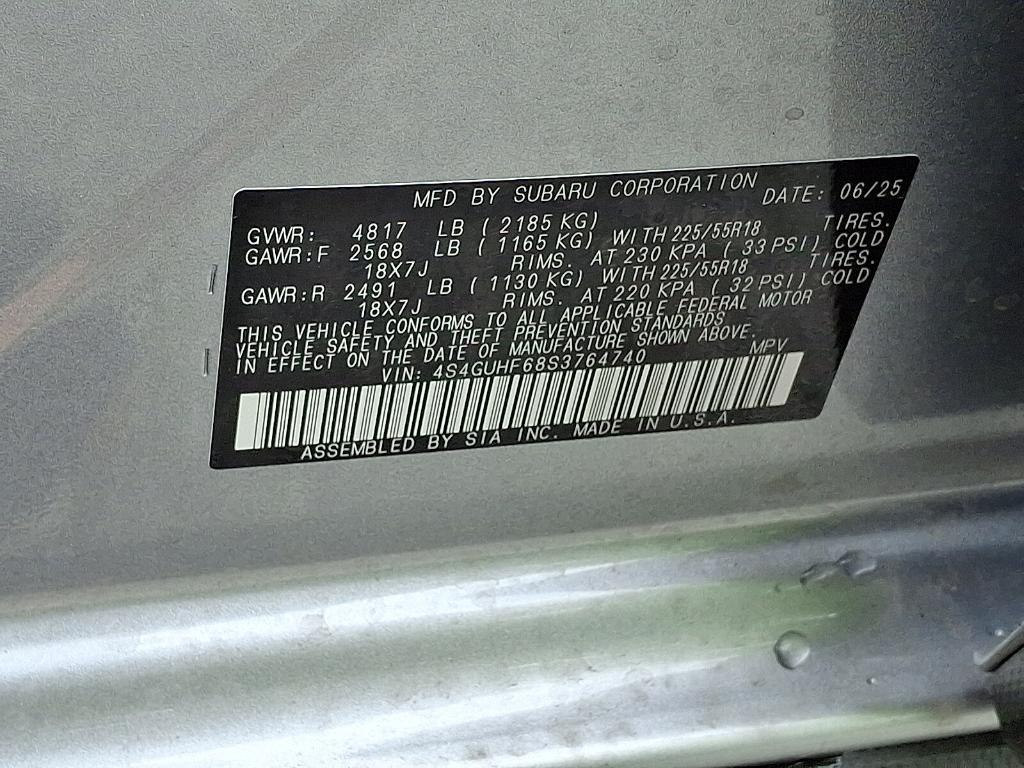 MFD BY SUBARU CORPORATION DATE: 06/25
GVWR: 4817 LB ( 2185 KG)
GAWR:F 2568 LB ( 1165 KG) WITH 225/55R18 TIRES.
18X7J RIMS. AT 230 KPA ( 33 PSI) COLD
GAWR:R 2491 LB ( 1130 KG) WITH 225/55R18 TIRES.
18X7J RIMS. AT 220 KPA ( 32 PSI) COLD
THIS VEHICLE CONFORMS TO ALL APPLICABLE FEDERAL MOTOR
VEHICLE SAFETY AND THEFT PREVENTION STANDARDS
IN EFFECT ON THE DATE OF MANUFACTURE SHOWN ABOVE.
VIN: 4S4GUHF68S3764740 MPV
ASSEMBLED BY SIA INC. MADE IN U.S.A.